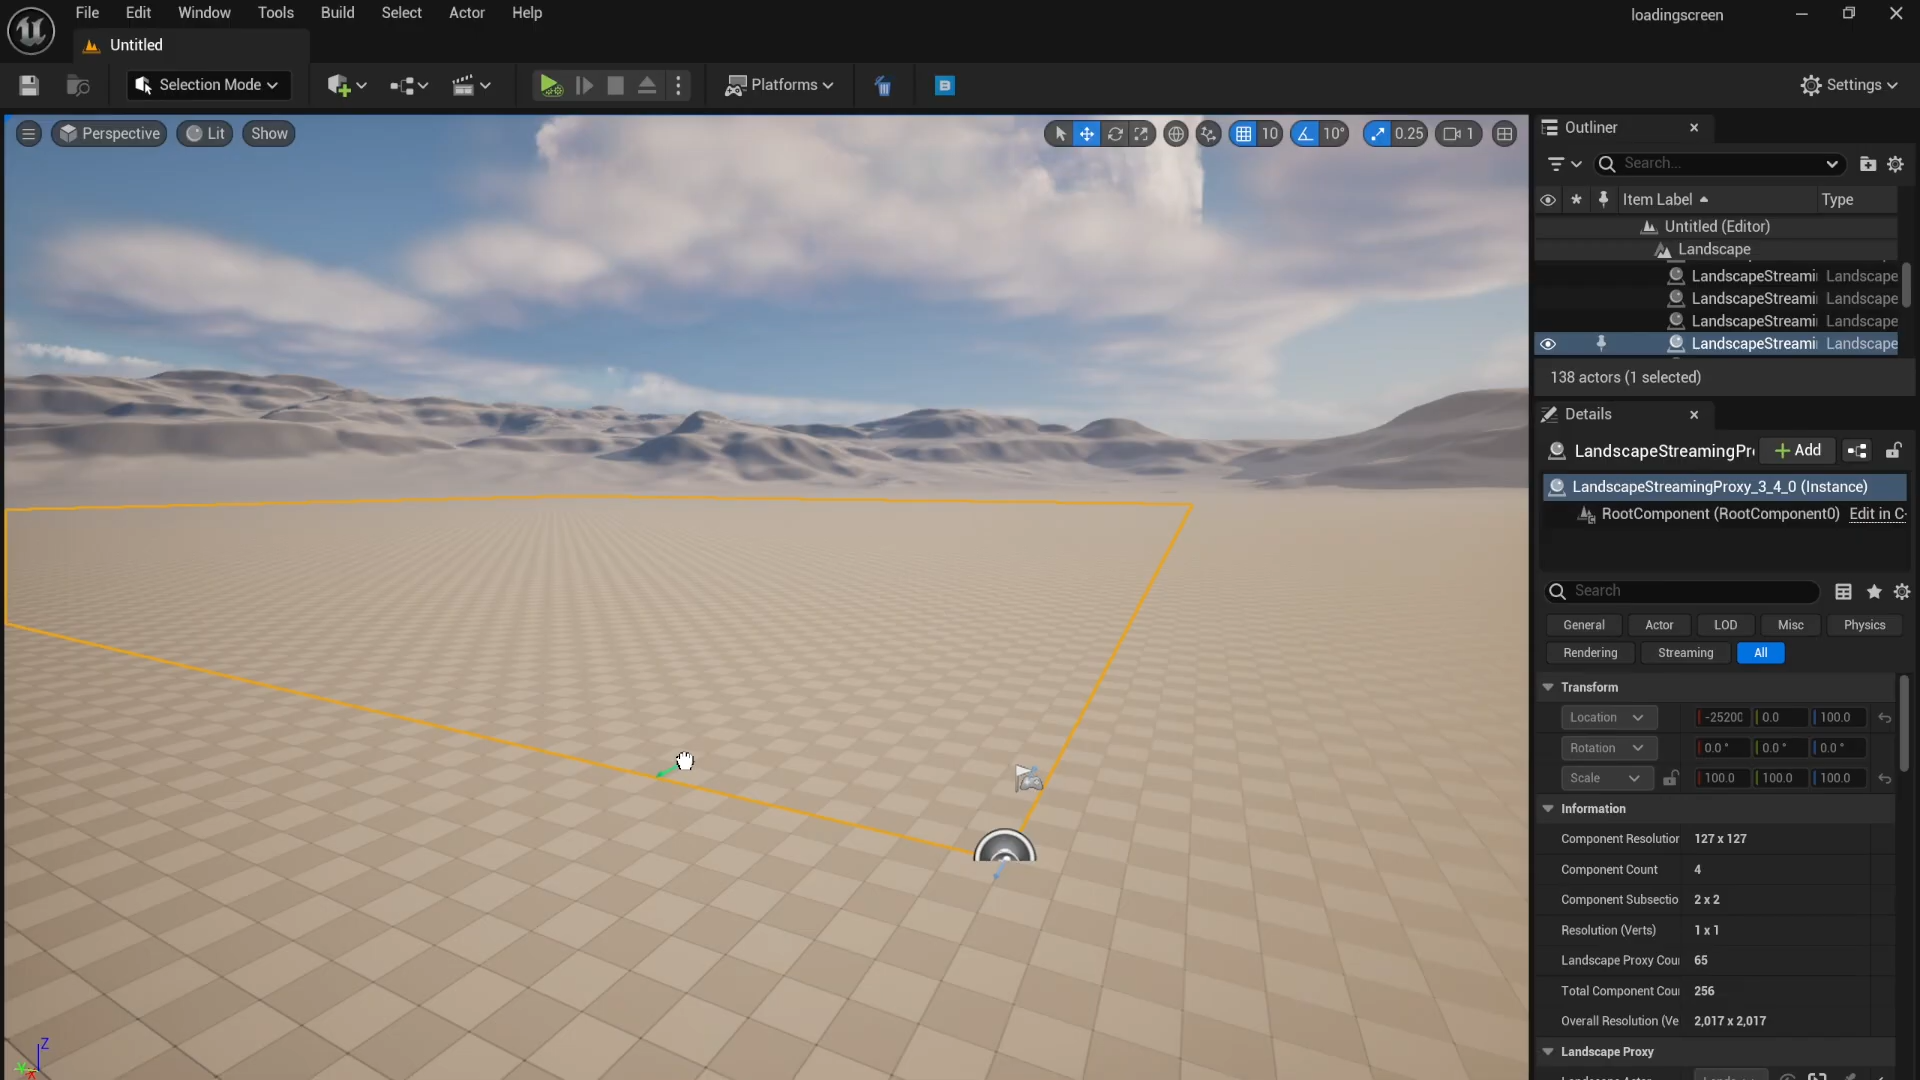 File Edit Window Tools Build Select Actor Help
loadingscreen
Untitled
Selection Mode
Platforms
Settings
Perspective Lit Show
10 10° 0.25 1
Outliner
Search...
Item Label Type
Untitled (Editor)
Landscape
LandscapeStreami Landscape
LandscapeStreami Landscape
LandscapeStreami Landscape
LandscapeStreami Landscape
138 actors (1 selected)
Details
LandscapeStreamingPr Add
LandscapeStreamingProxy_3_4_0 (Instance)
RootComponent (RootComponent0) Edit in C
Search
General Actor LOD Misc Physics
Rendering Streaming All
Transform
Location -25200 0.0 100.0
Rotation 0.0 ° 0.0 ° 0.0 °
Scale 100.0 100.0 100.0
Information
Component Resolution 127 x 127
Component Count 4
Component Subsectio 2 x 2
Resolution (Verts) 1 x 1
Landscape Proxy Cou 65
Total Component Cou 256
Overall Resolution (Ve 2,017 x 2,017
Landscape Proxy
Z